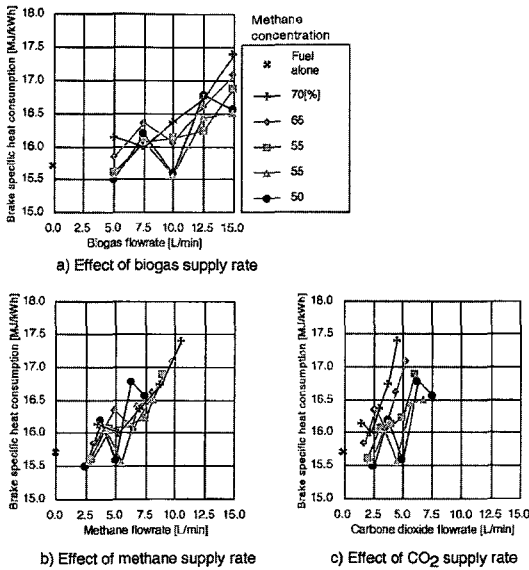 Methane
concentration
Fuel
alone
70[%]
65
55
55
50
Brake specific heat consumption [MJ/kWh]
18.0
17.5
17.0
16.5
16.0
15.5
15.0
0.0 2.5 5.0 7.5 10.0 12.5 15.0
Biogas flowrate [L/min]
a) Effect of biogas supply rate
Brake specific heat consumption [MJ/kWh]
18.0
17.5
17.0
16.5
16.0
15.5
15.0
0.0 2.5 5.0 7.5 10.0 12.5 15.0
Methane flowrate [L/min]
b) Effect of methane supply rate
Brake specific heat consumption [MJ/kWh]
18.0
17.5
17.0
16.5
16.0
15.5
15.0
0.0 2.5 5.0 7.5 10.0 12.5 15.0
Carbone dioxide flowrate [L/min]
c) Effect of CO2 supply rate